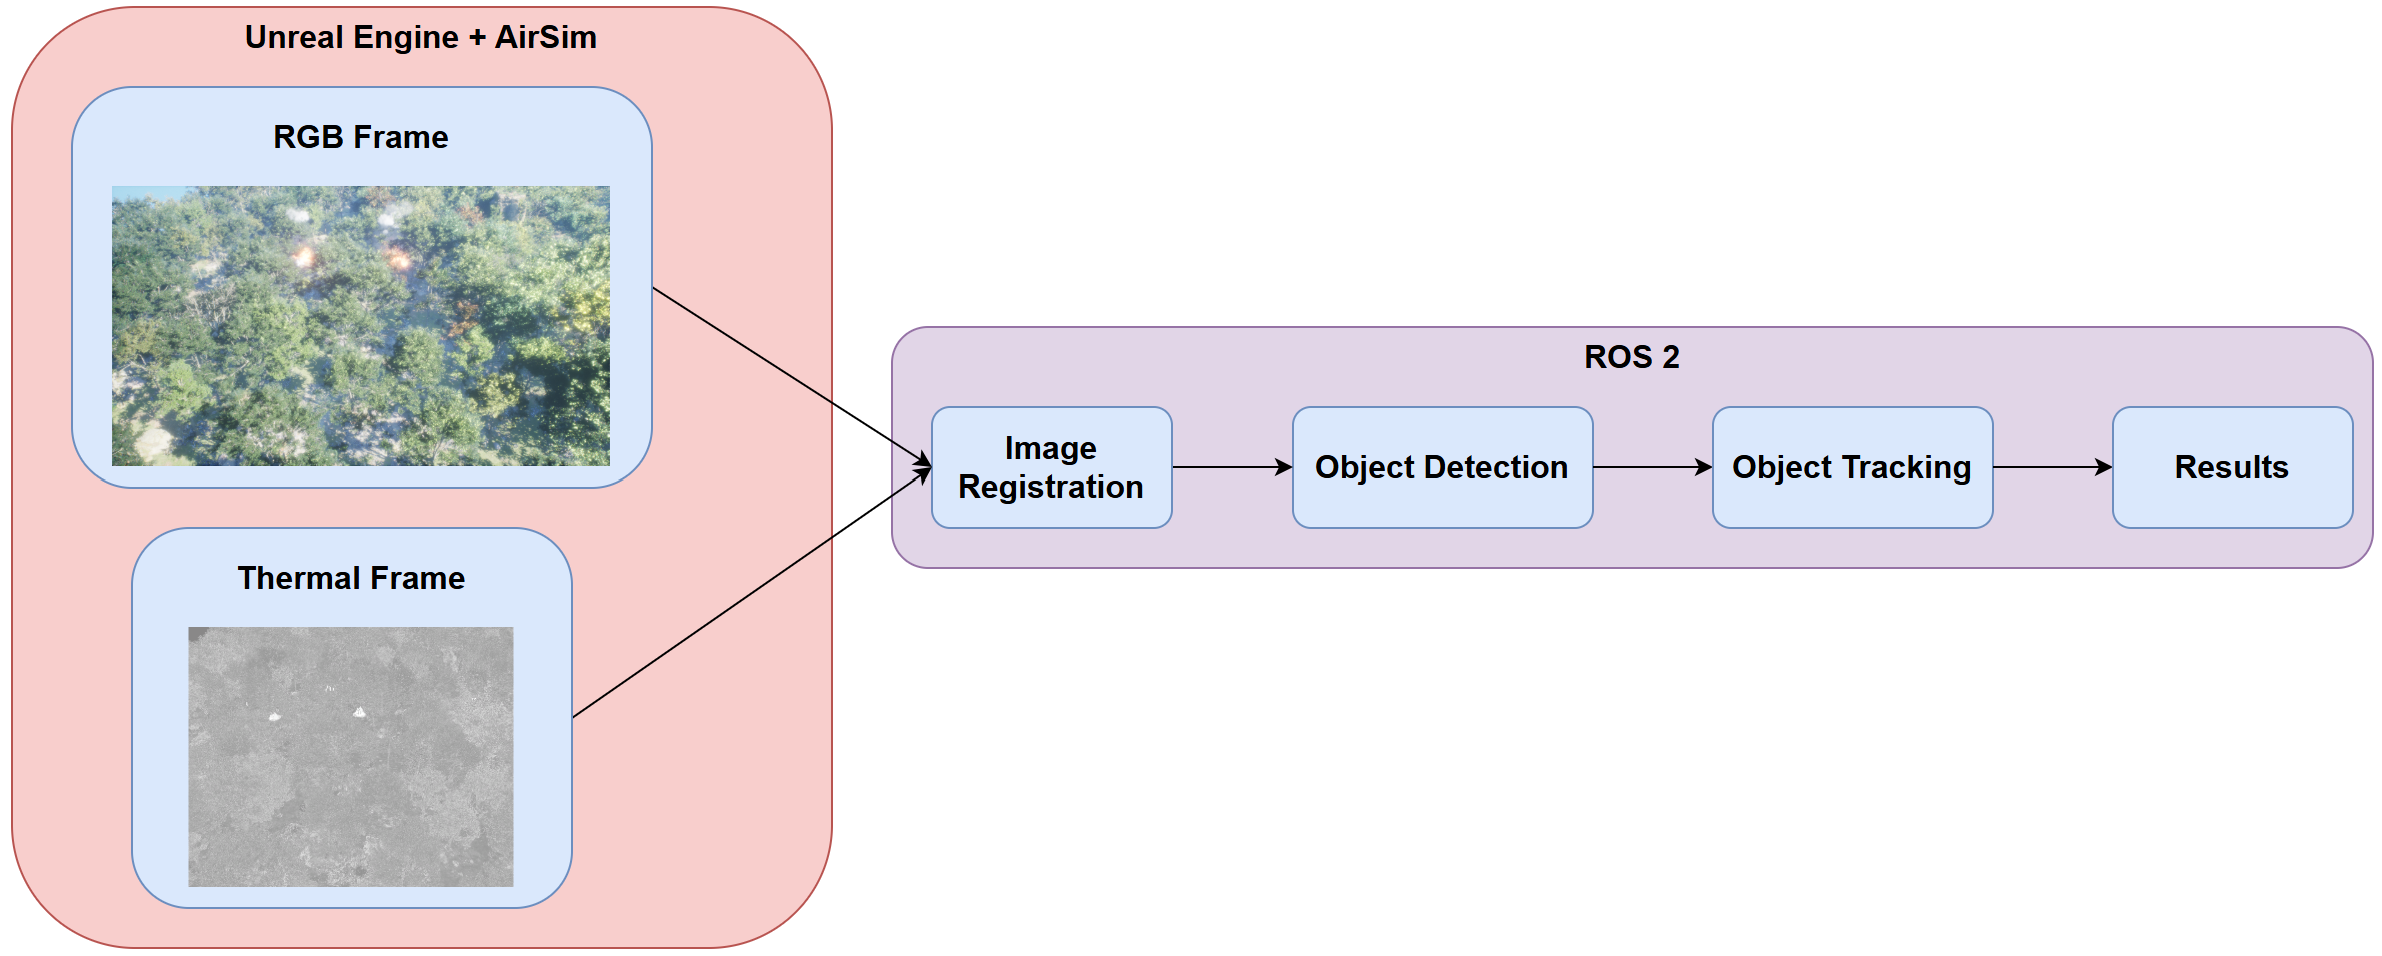 Unreal Engine + AirSim
RGB Frame
Thermal Frame
ROS 2
Image
Registration
Object Detection
Object Tracking
Results